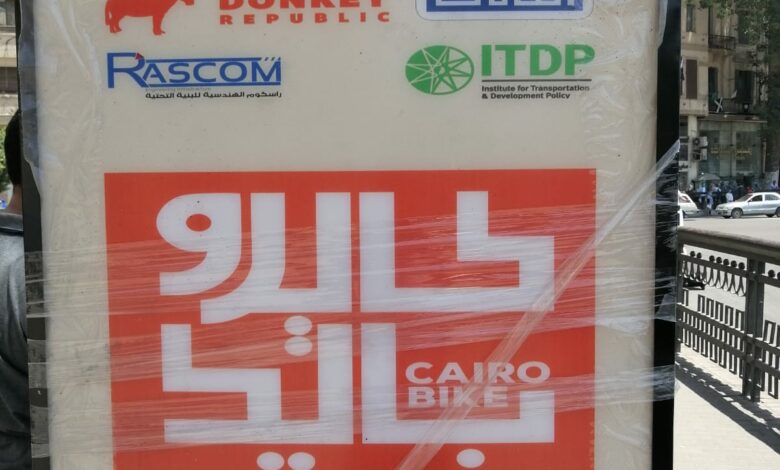 DONKEY
REPUBLIC
RASCOM
راسكوم الهندسية للبنية التحتية
ITDP
Institute for Transportation
& Development Policy
كايرو
بايك
CAIRO
BIKE